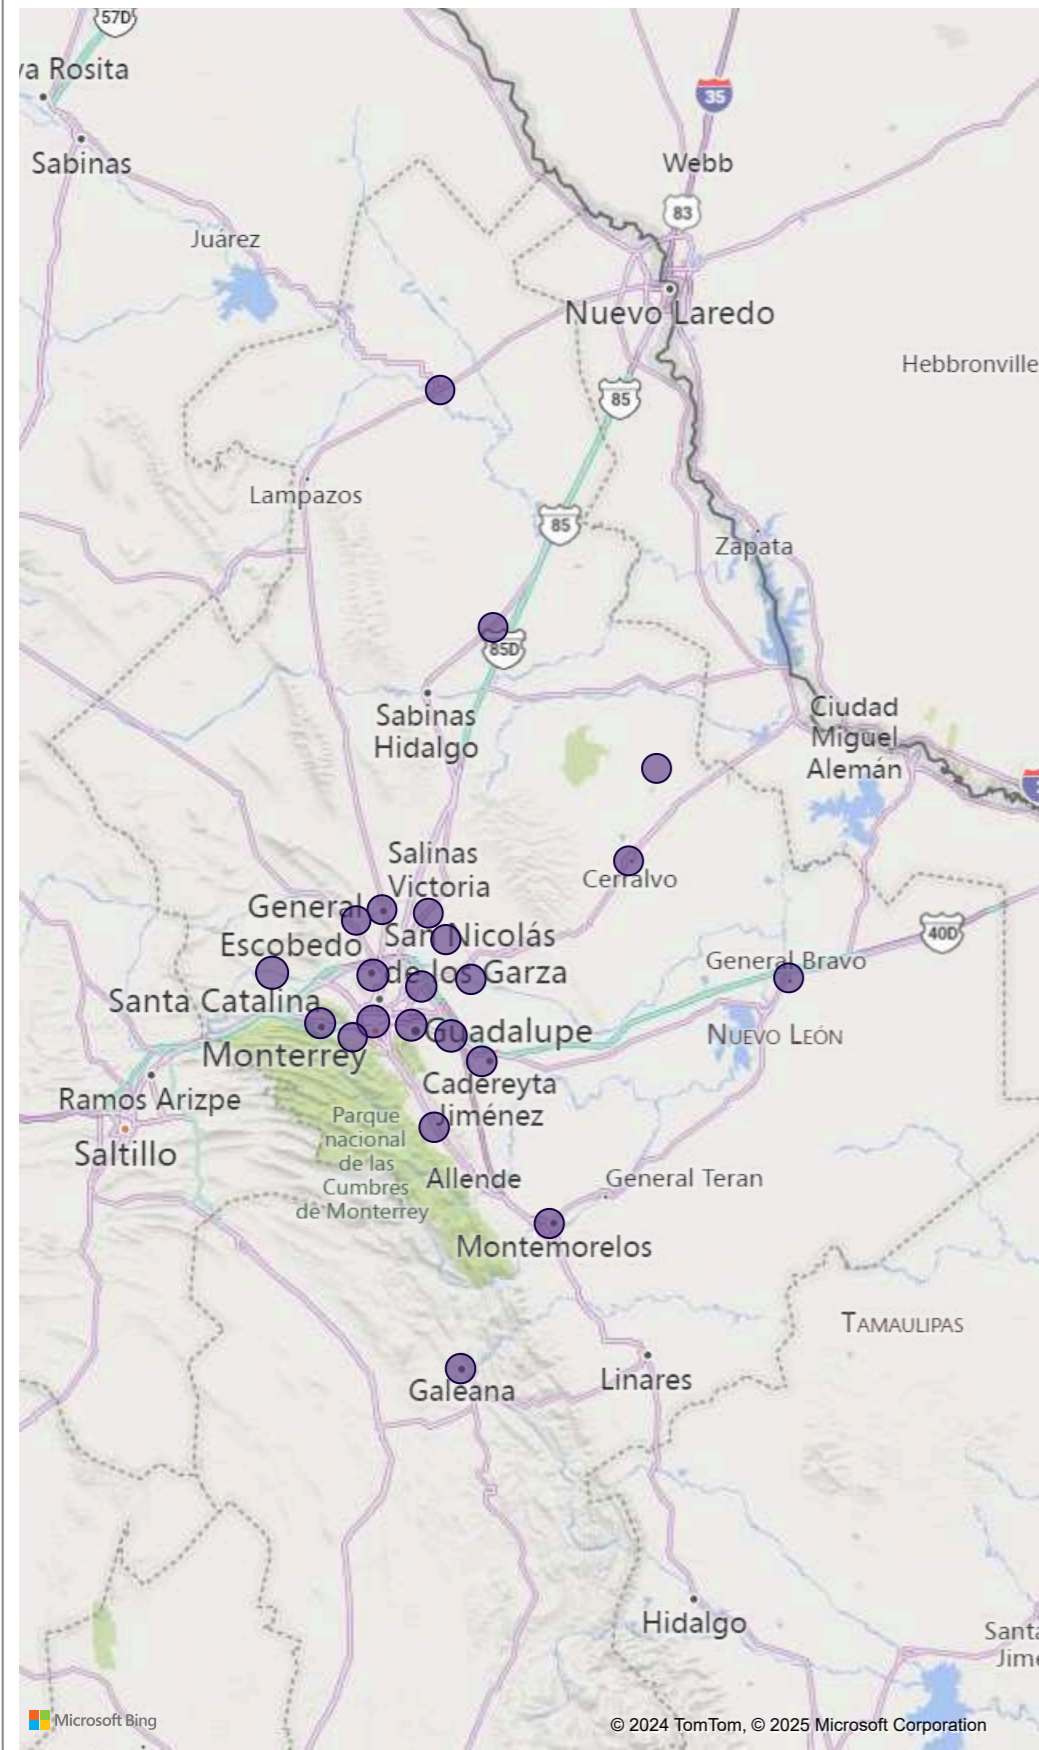 57D
va Rosita
35
Sabinas
Webb
83
Juárez
Nuevo Laredo
Hebbronville
85
Lampazos
85
Zapata
85D
Sabinas
Hidalgo
Ciudad
Miguel
Alemán
Salinas
Victoria
Cerralvo
General
Escobedo
San Nicolás
de los Garza
40D
General Bravo
Santa Catalina
Guadalupe
NUEVO LEÓN
Monterrey
Cadereyta
Jiménez
Ramos Arizpe
Saltillo
Parque
nacional
de las
Cumbres
de Monterrey
Allende
General Teran
Montemorelos
TAMAULIPAS
Galeana
Linares
Hidalgo
Santa
Jimé
Microsoft Bing
© 2024 TomTom, © 2025 Microsoft Corporation